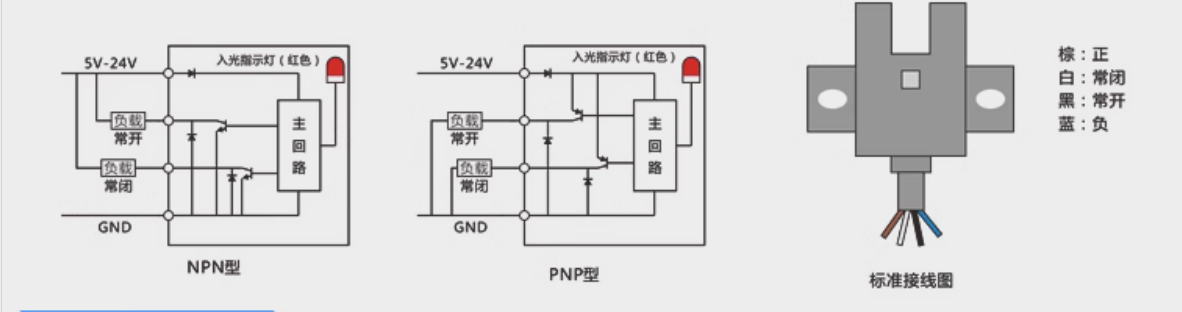 5V-24V
入光指示灯（红色）
负载
常开
负载
常闭
主
回
路
GND
NPN型
5V-24V
入光指示灯（红色）
负载
常开
负载
常闭
主
回
路
GND
PNP型
棕：正
白：常闭
黑：常开
蓝：负
标准接线图